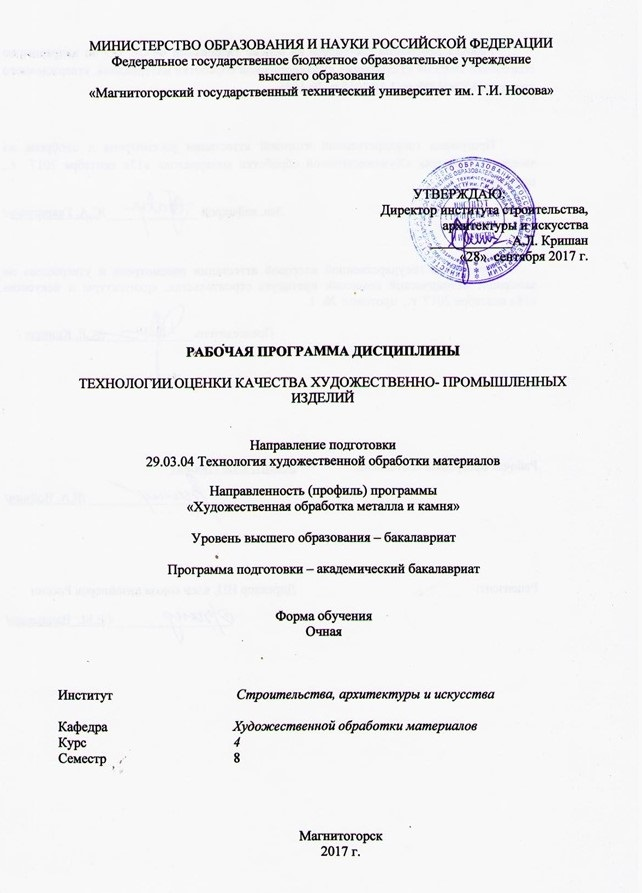 МИНИСТЕРСТВО ОБРАЗОВАНИЯ И НАУКИ РОССИЙСКОЙ ФЕДЕРАЦИИ
Федеральное государственное бюджетное образовательное учреждение
высшего образования
«Магнитогорский государственный технический университет им. Г.И. Носова»
УТВЕРЖДАЮ:
Директор института строительства,
архитектуры и искусства
А.Л. Кришан
«28» сентября 2017 г.
РАБОЧАЯ ПРОГРАММА ДИСЦИПЛИНЫ
ТЕХНОЛОГИИ ОЦЕНКИ КАЧЕСТВА ХУДОЖЕСТВЕННО- ПРОМЫШЛЕННЫХ
ИЗДЕЛИЙ
Направление подготовки
29.03.04 Технология художественной обработки материалов
Направленность (профиль) программы
«Художественная обработка металла и камня»
Уровень высшего образования – бакалавриат
Программа подготовки – академический бакалавриат
Форма обучения
Очная
Институт Строительства, архитектуры и искусства
Кафедра Художественной обработки материалов
Курс 4
Семестр 8
Магнитогорск
2017 г.